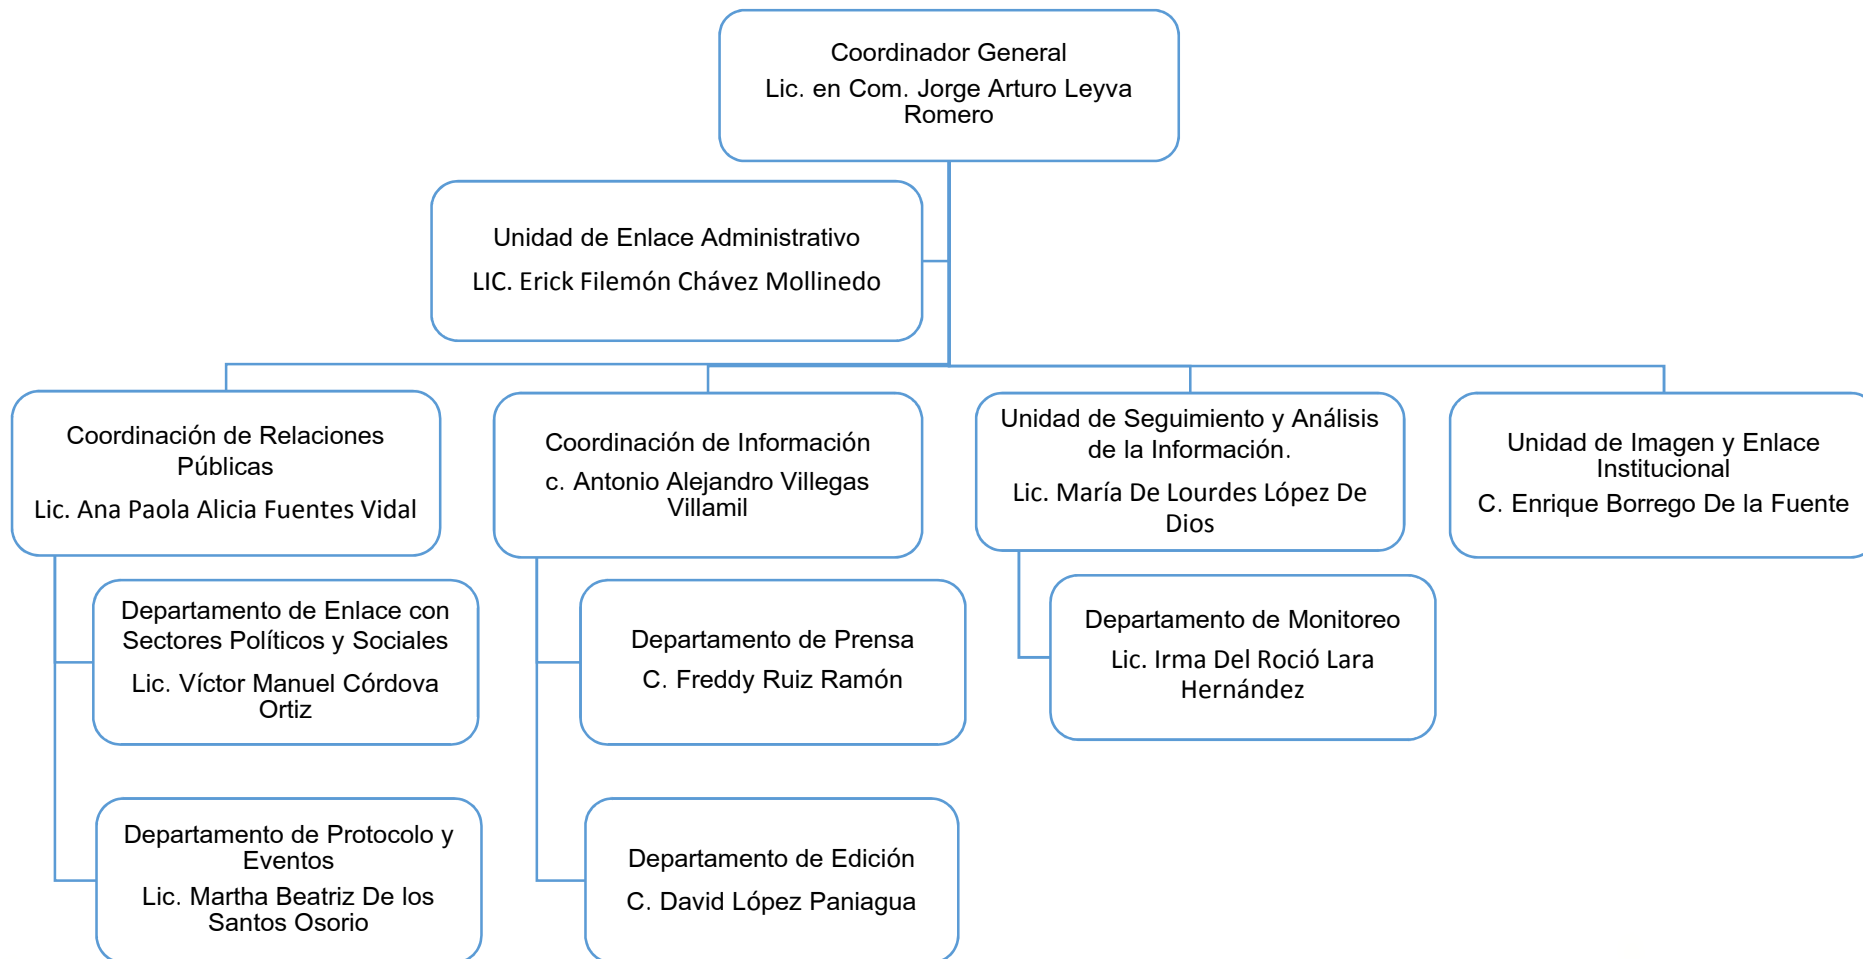 Coordinador General
Lic. en Com. Jorge Arturo Leyva
Romero
Unidad de Enlace Administrativo
LIC. Erick Filemón Chávez Mollinedo
Coordinación de Relaciones
Públicas
Lic. Ana Paola Alicia Fuentes Vidal
Coordinación de Información
c. Antonio Alejandro Villegas
Villamil
Unidad de Seguimiento y Análisis
de la Información.
Lic. María De Lourdes López De
Dios
Unidad de Imagen y Enlace
Institucional
C. Enrique Borrego De la Fuente
Departamento de Enlace con
Sectores Políticos y Sociales
Lic. Víctor Manuel Córdova
Ortiz
Departamento de Prensa
C. Freddy Ruiz Ramón
Departamento de Monitoreo
Lic. Irma Del Roció Lara
Hernández
Departamento de Protocolo y
Eventos
Lic. Martha Beatriz De los
Santos Osorio
Departamento de Edición
C. David López Paniagua